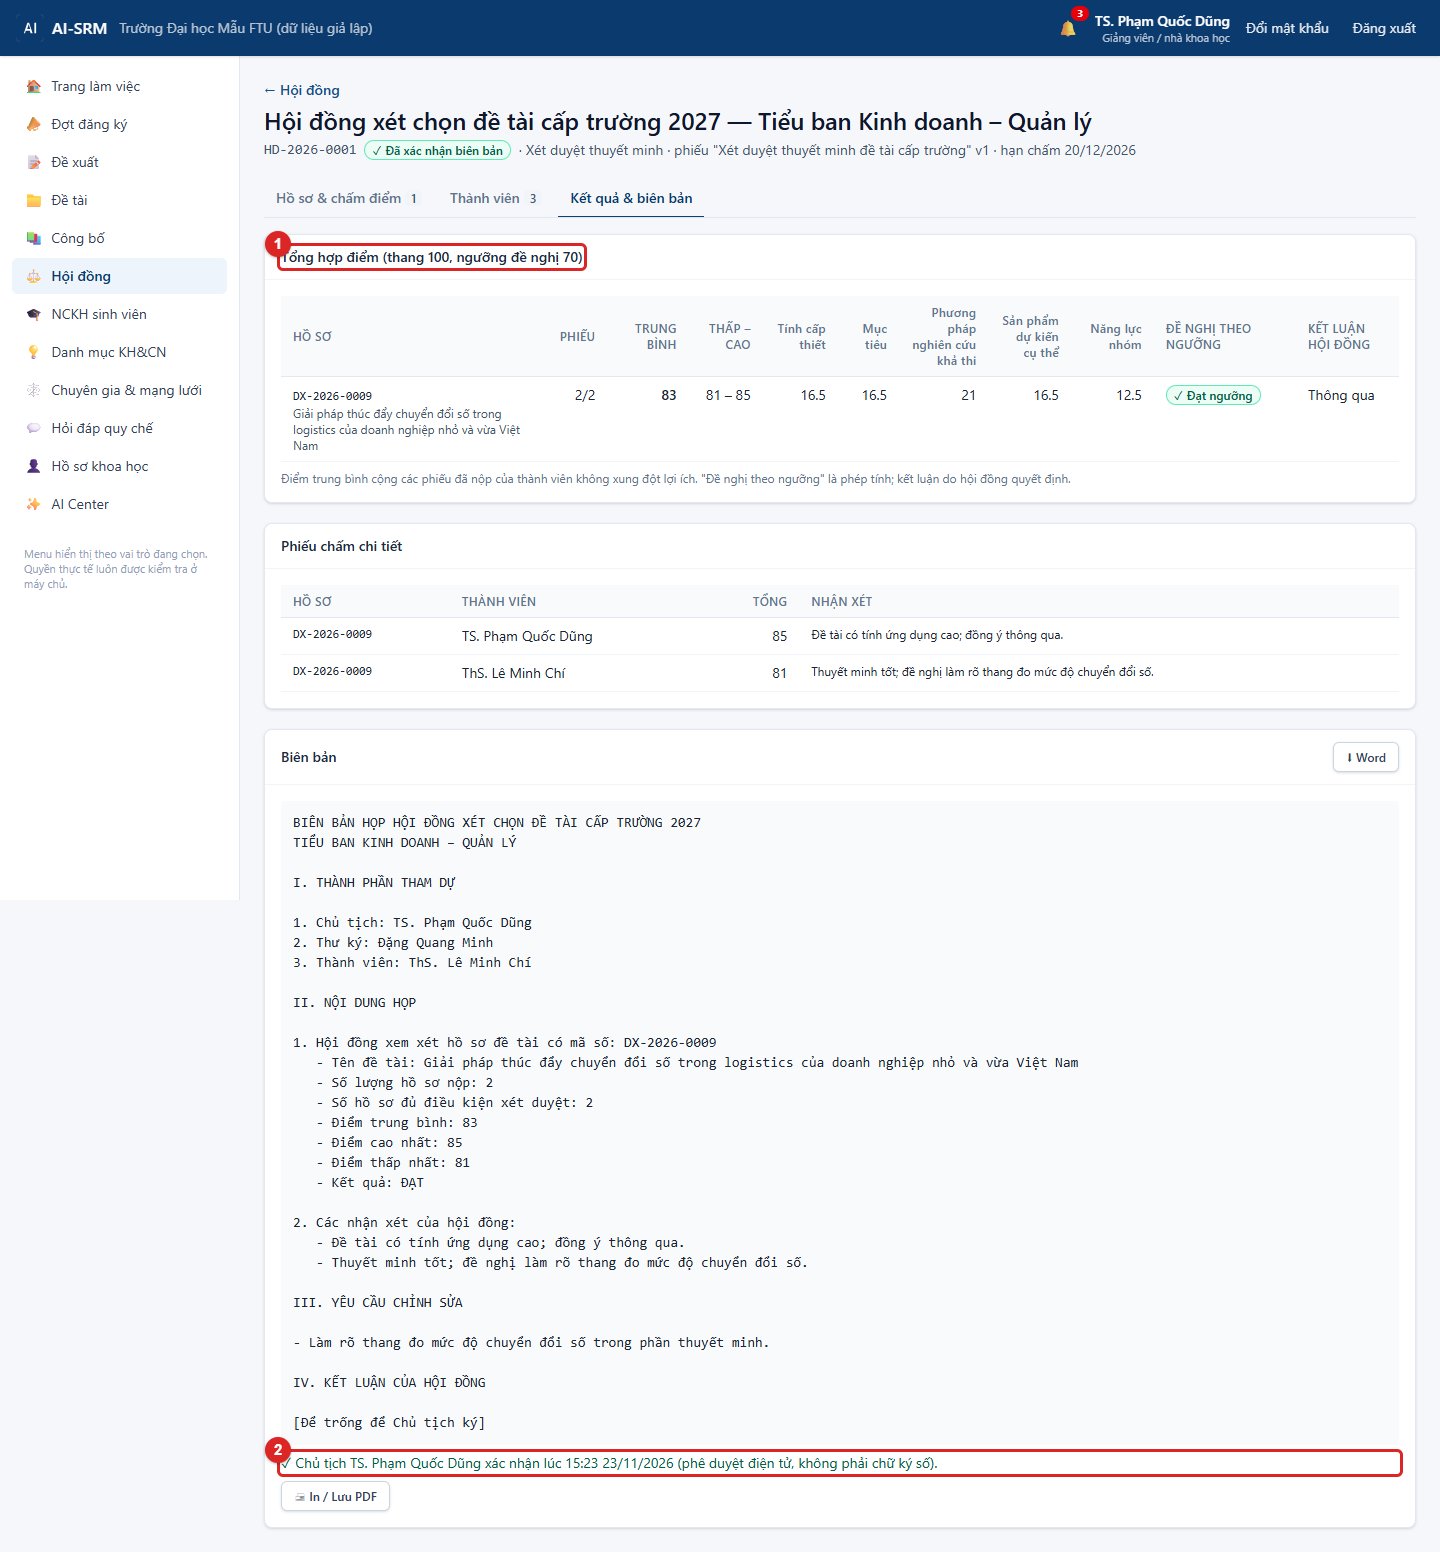 AI AI-SRM Trường Đại học Mẫu FTU (dữ liệu giả lập)
3
TS. Phạm Quốc Dũng
Giảng viên / nhà khoa học
Đổi mật khẩu
Đăng xuất
Trang làm việc
Đợt đăng ký
Đề xuất
Đề tài
Công bố
Hội đồng
NCKH sinh viên
Danh mục KH&CN
Chuyên gia & mạng lưới
Hỏi đáp quy chế
Hồ sơ khoa học
AI Center
Menu hiển thị theo vai trò đang chọn.
Quyền thực tế luôn được kiểm tra ở
máy chủ.
← Hội đồng
Hội đồng xét chọn đề tài cấp trường 2027 — Tiểu ban Kinh doanh – Quản lý
HD-2026-0001 ✓ Đã xác nhận biên bản · Xét duyệt thuyết minh · phiếu "Xét duyệt thuyết minh đề tài cấp trường" v1 · hạn chấm 20/12/2026
Hồ sơ & chấm điểm 1
Thành viên 3
Kết quả & biên bản
1
Tổng hợp điểm (thang 100, ngưỡng đề nghị 70)
HỒ SƠ
PHIẾU
TRUNG
BÌNH
THẤP –
CAO
Tính cấp
thiết
Mục
tiêu
Phương
pháp
nghiên cứu
khả thi
Sản phẩm
dự kiến
cụ thể
Năng lực
nhóm
ĐỀ NGHỊ THEO
NGƯỠNG
KẾT LUẬN
HỘI ĐỒNG
DX-2026-0009 2/2 83 81 – 85 16.5 16.5 21 16.5 12.5 ✓ Đạt ngưỡng Thông qua
Giải pháp thúc đẩy chuyển đổi số trong
logistics của doanh nghiệp nhỏ và vừa Việt
Nam
Điểm trung bình cộng các phiếu đã nộp của thành viên không xung đột lợi ích. "Đề nghị theo ngưỡng" là phép tính; kết luận do hội đồng quyết định.
Phiếu chấm chi tiết
HỒ SƠ THÀNH VIÊN TỔNG NHẬN XÉT
DX-2026-0009 TS. Phạm Quốc Dũng 85 Đề tài có tính ứng dụng cao; đồng ý thông qua.
DX-2026-0009 ThS. Lê Minh Chí 81 Thuyết minh tốt; đề nghị làm rõ thang đo mức độ chuyển đổi số.
Biên bản
⬇ Word
BIÊN BẢN HỌP HỘI ĐỒNG XÉT CHỌN ĐỀ TÀI CẤP TRƯỜNG 2027
TIỂU BAN KINH DOANH – QUẢN LÝ
I. THÀNH PHẦN THAM DỰ
1. Chủ tịch: TS. Phạm Quốc Dũng
2. Thư ký: Đặng Quang Minh
3. Thành viên: ThS. Lê Minh Chí
II. NỘI DUNG HỌP
1. Hội đồng xem xét hồ sơ đề tài có mã số: DX-2026-0009
- Tên đề tài: Giải pháp thúc đẩy chuyển đổi số trong logistics của doanh nghiệp nhỏ và vừa Việt Nam
- Số lượng hồ sơ nộp: 2
- Số hồ sơ đủ điều kiện xét duyệt: 2
- Điểm trung bình: 83
- Điểm cao nhất: 85
- Điểm thấp nhất: 81
- Kết quả: ĐẠT
2. Các nhận xét của hội đồng:
- Đề tài có tính ứng dụng cao; đồng ý thông qua.
- Thuyết minh tốt; đề nghị làm rõ thang đo mức độ chuyển đổi số.
III. YÊU CẦU CHỈNH SỬA
- Làm rõ thang đo mức độ chuyển đổi số trong phần thuyết minh.
IV. KẾT LUẬN CỦA HỘI ĐỒNG
[Để trống để Chủ tịch ký]
2
✓ Chủ tịch TS. Phạm Quốc Dũng xác nhận lúc 15:23 23/11/2026 (phê duyệt điện tử, không phải chữ ký số).
In / Lưu PDF